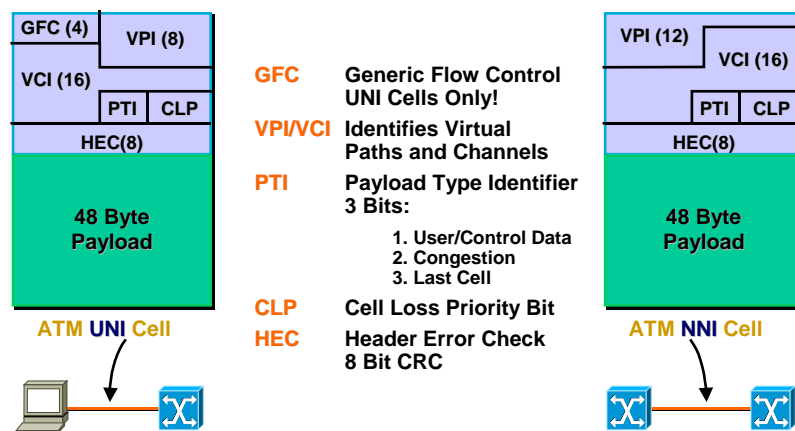 GFC (4)
VPI (8)
VCI (16)
PTI
CLP
HEC(8)
48 Byte
Payload
ATM UNI Cell
GFC Generic Flow Control
UNI Cells Only!
VPI/VCI Identifies Virtual
Paths and Channels
PTI Payload Type Identifier
3 Bits:
1. User/Control Data
2. Congestion
3. Last Cell
CLP Cell Loss Priority Bit
HEC Header Error Check
8 Bit CRC
VPI (12)
VCI (16)
PTI
CLP
HEC(8)
48 Byte
Payload
ATM NNI Cell